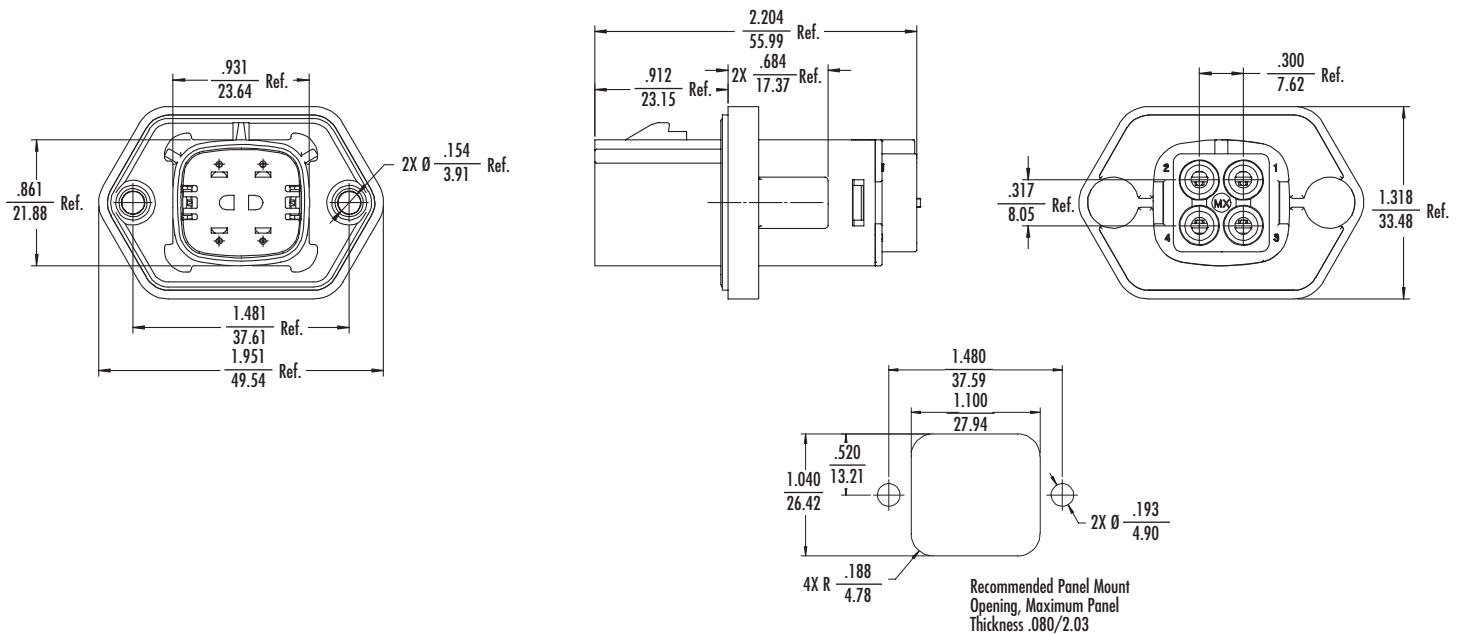 .931
23.64 Ref.
.861
21.88 Ref.
2X Ø .154
3.91 Ref.
1.481
37.61 Ref.
1.951
49.54 Ref.
2.204
55.99 Ref.
.912
23.15 Ref.
2X .684
17.37 Ref.
.300
7.62 Ref.
.317
8.05 Ref.
1.318
33.48 Ref.
2 1
MX
4 3
1.480
37.59
1.100
27.94
.520
13.21
1.040
26.42
2X Ø .193
4.90
4X R .188
4.78
Recommended Panel Mount
Opening, Maximum Panel
Thickness .080/2.03